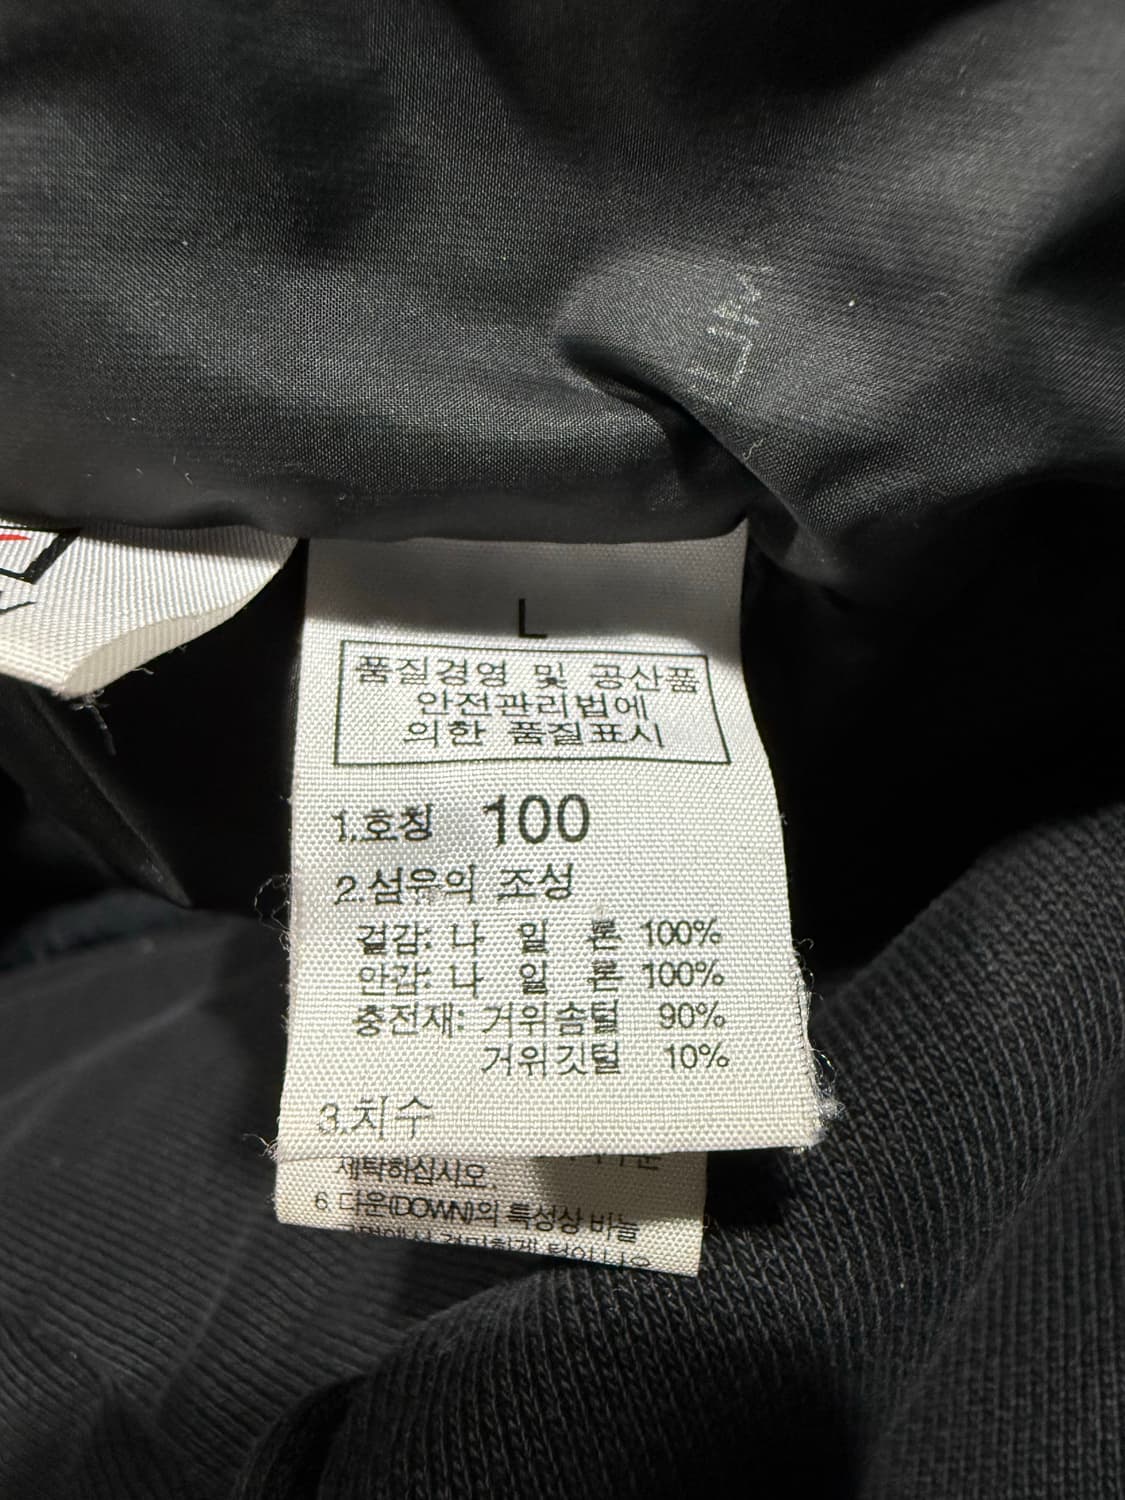 L
품질경영 및 공산품
안전관리법에
의한 품질표시
1.호칭 100
2.섬유의 조성
겉감: 나 일 론 100%
안감: 나 일 론 100%
충전재: 거위솜털 90%
거위깃털 10%
3.치수
세탁하십시오.
6 다운(DOWN)의 특성상 비늘